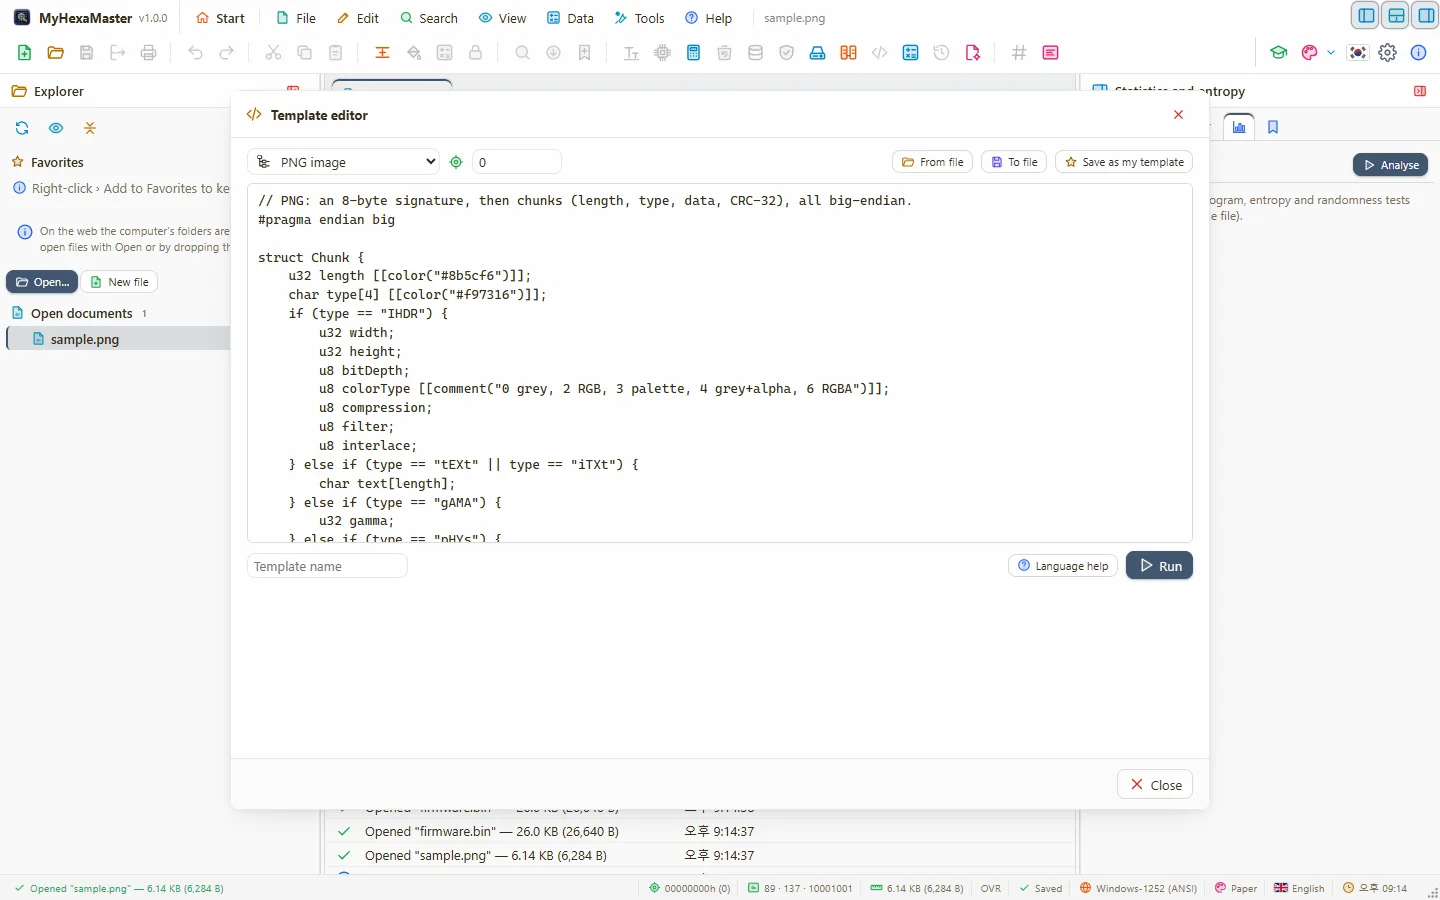 MyHexaMaster v1.0.0
Start
File
Edit
Search
View
Data
Tools
Help
sample.png
Explorer
Favorites
Right-click › Add to Favorites to ke
On the web the computer's folders are
open files with Open or by dropping th
Open...
New file
Open documents 1
sample.png
Template editor
PNG image
0
From file
To file
Save as my template
// PNG: an 8-byte signature, then chunks (length, type, data, CRC-32), all big-endian.
#pragma endian big
struct Chunk {
u32 length [[color("#8b5cf6")]];
char type[4] [[color("#f97316")]];
if (type == "IHDR") {
u32 width;
u32 height;
u8 bitDepth;
u8 colorType [[comment("0 grey, 2 RGB, 3 palette, 4 grey+alpha, 6 RGBA")]];
u8 compression;
u8 filter;
u8 interlace;
} else if (type == "tEXt" || type == "iTXt") {
char text[length];
} else if (type == "gAMA") {
u32 gamma;
} else if (type == "pHYs") {
Template name
Language help
Run
Close
Statistics and entropy
Analyse
ogram, entropy and randomness tests
e file).
Opened "firmware.bin" — 26.0 KB (26,640 B) 오후 9:14:37
Opened "sample.png" — 6.14 KB (6,284 B) 오후 9:14:37
Opened "sample.png" — 6.14 KB (6,284 B)
00000000h (0)
89 · 137 · 10001001
6.14 KB (6,284 B)
OVR
Saved
Windows-1252 (ANSI)
Paper
English
오후 09:14